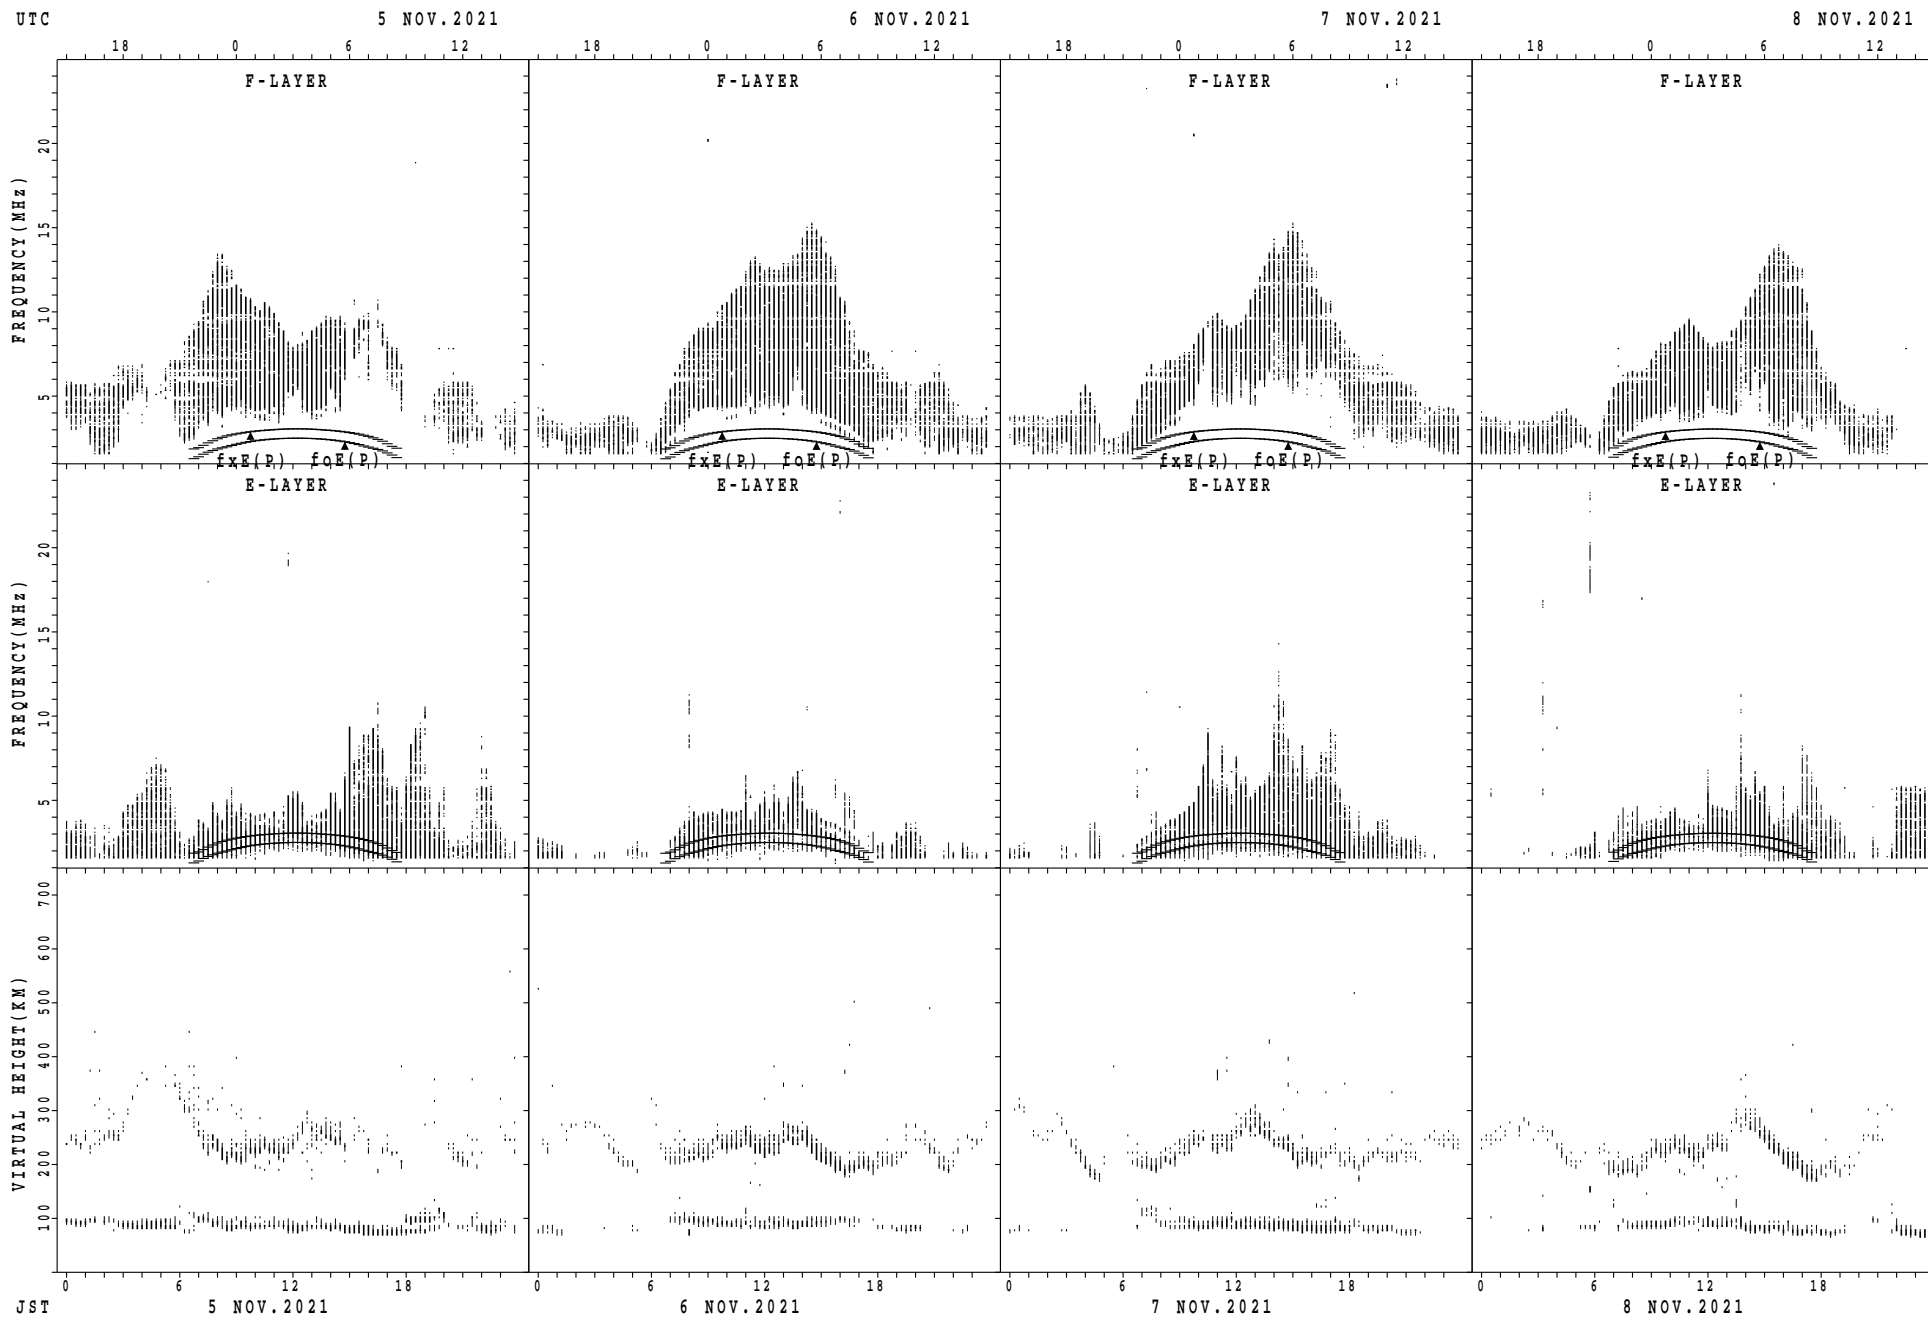 UTC 5 NOV.2021 6 NOV.2021 7 NOV.2021 8 NOV.2021
18 0 6 12 18 0 6 12 18 0 6 12 18 0 6 12
F-LAYER F-LAYER F-LAYER F-LAYER
FREQUENCY(MHz)
20
15
10
5
fxE(P) foE(P) fxE(P) foE(P) fxE(P) foE(P) fxE(P) foE(P)
E-LAYER E-LAYER E-LAYER E-LAYER
FREQUENCY(MHz)
20
15
10
5
VIRTUAL HEIGHT(KM)
700
600
500
400
300
200
100
0 6 12 18 0 6 12 18 0 6 12 18 0 6 12 18
JST 5 NOV.2021 6 NOV.2021 7 NOV.2021 8 NOV.2021